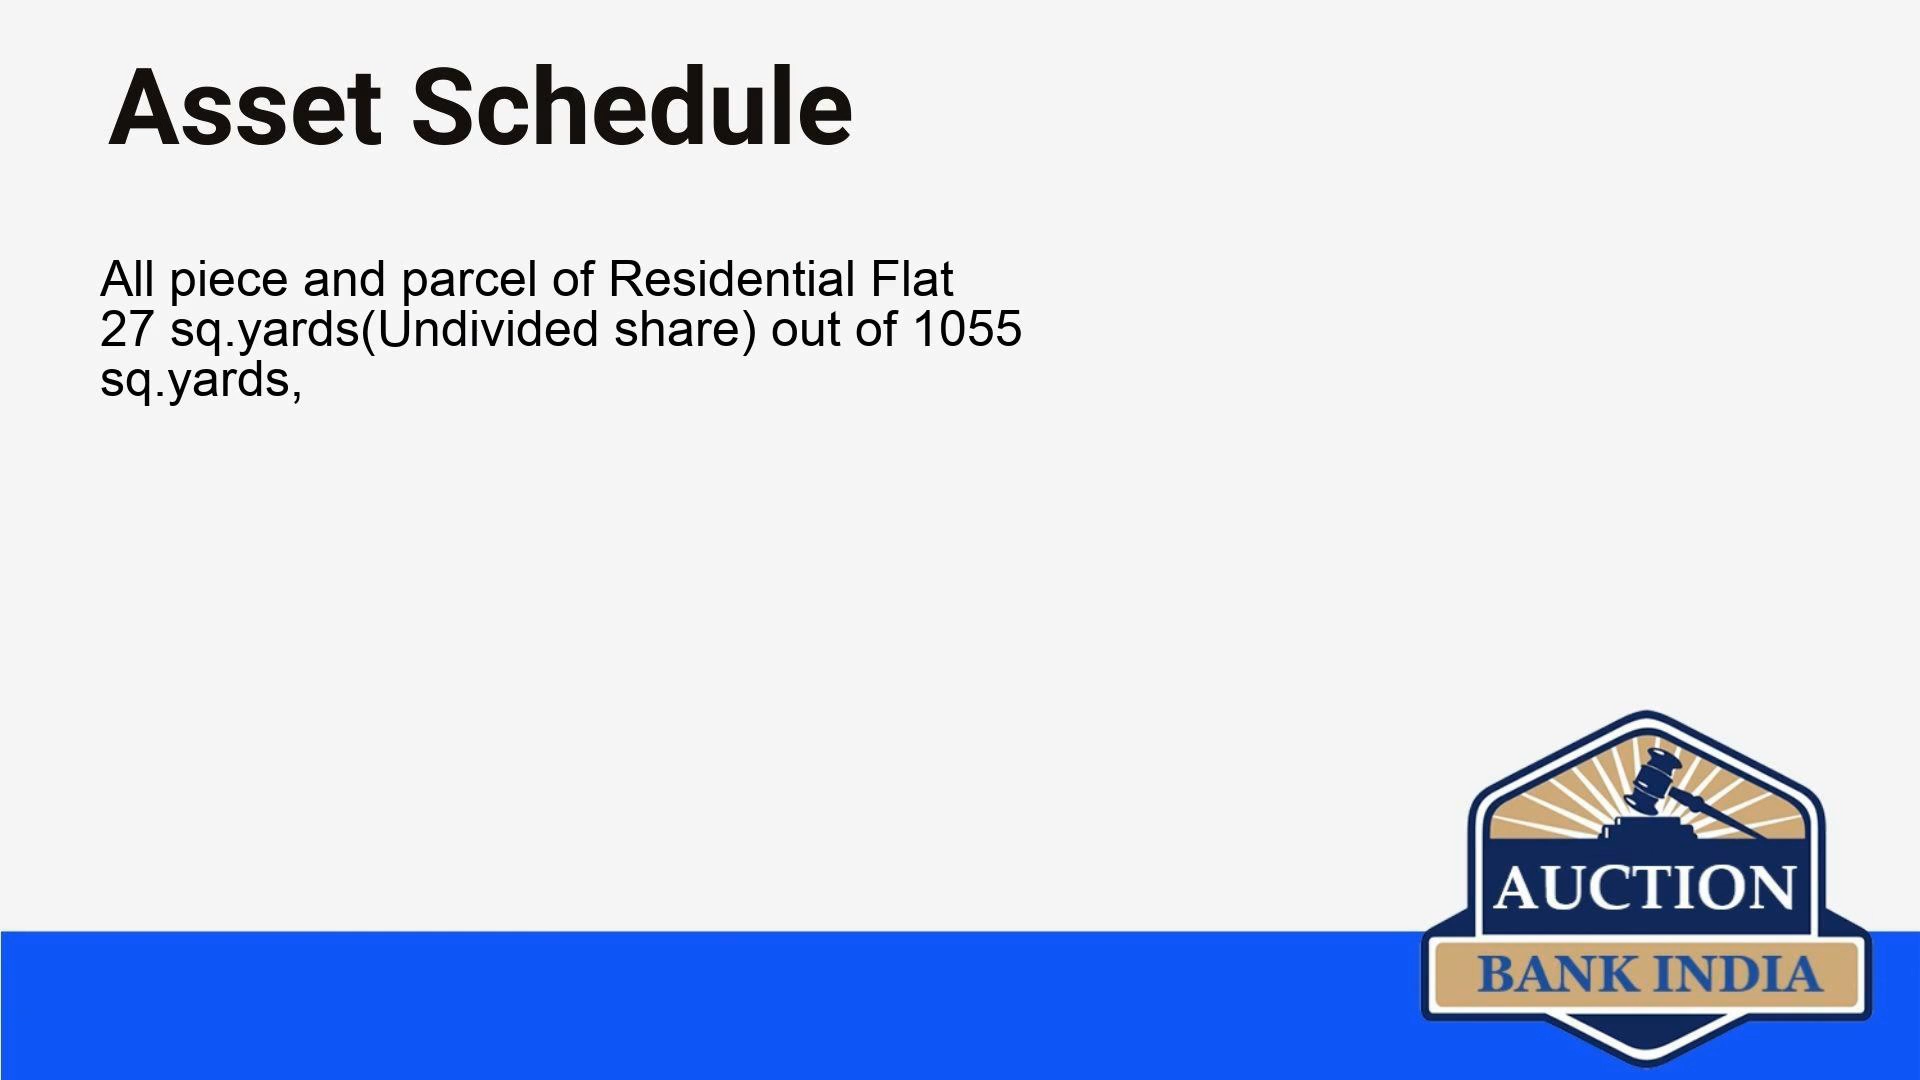 Asset Schedule
All piece and parcel of Residential Flat
27 sq.yards(Undivided share) out of 1055
sq.yards,
AUCTION
BANK INDIA